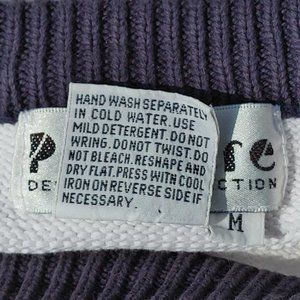 HAND WASH SEPARATELY
IN COLD WATER. USE
MILD DETERGENT. DO NOT
WRING. DO NOT TWIST. DO
NOT BLEACH. RESHAPE AND
DRY FLAT. PRESS WITH COOL
IRON ON REVERSE SIDE IF
NECESSARY.
M